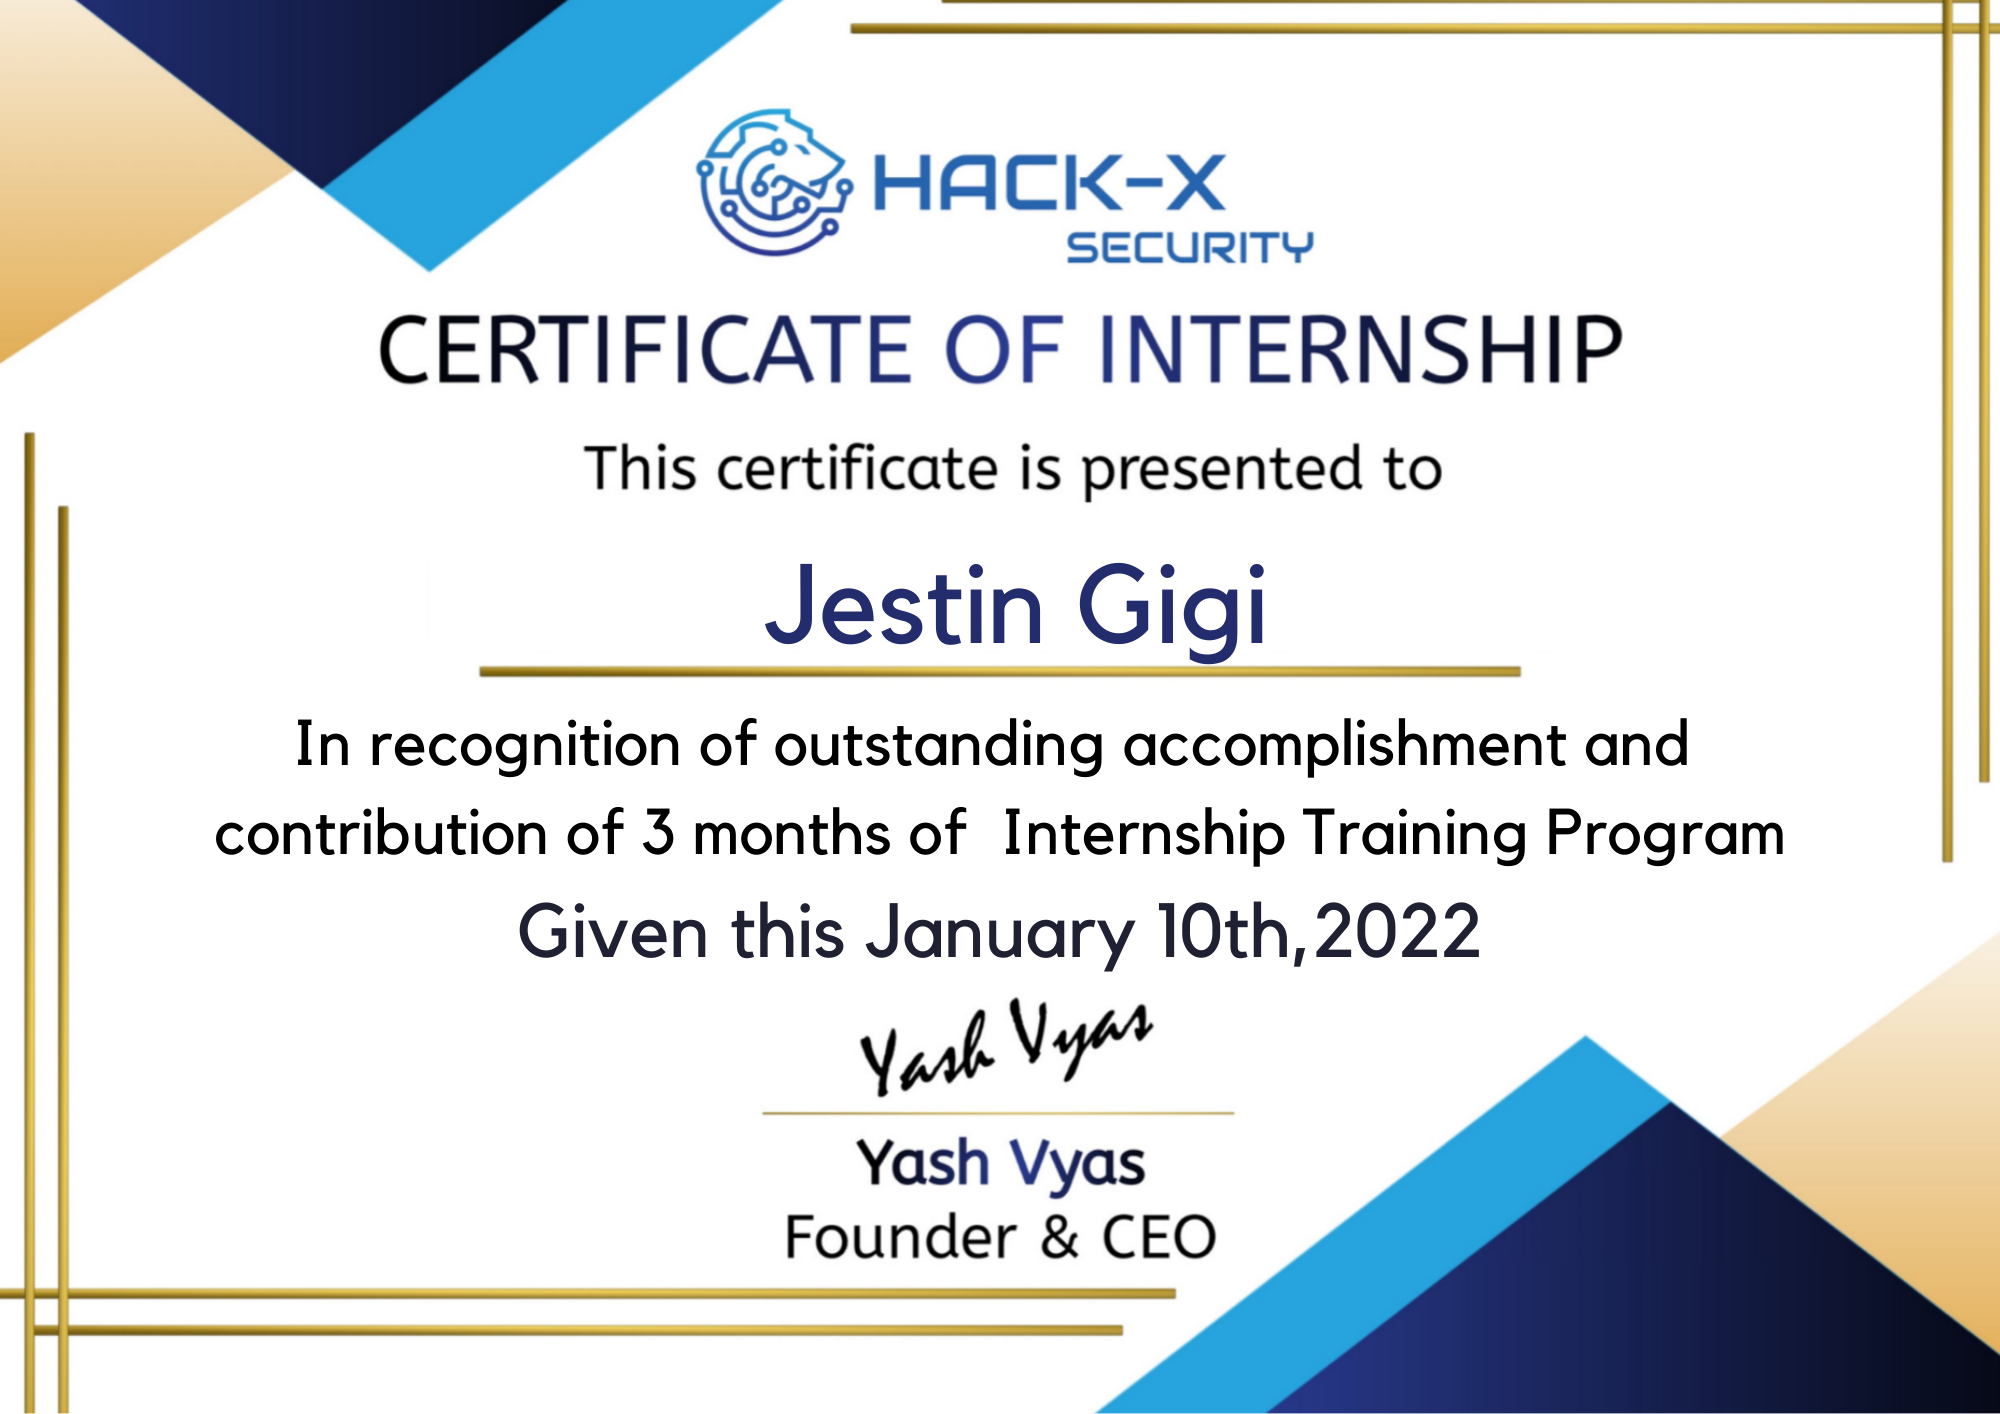 HACK-X
SECURITY
CERTIFICATE OF INTERNSHIP
This certificate is presented to
Jestin Gigi
In recognition of outstanding accomplishment and
contribution of 3 months of  Internship Training Program
Given this January 10th,2022
Yash Vyas
Yash Vyas
Founder & CEO